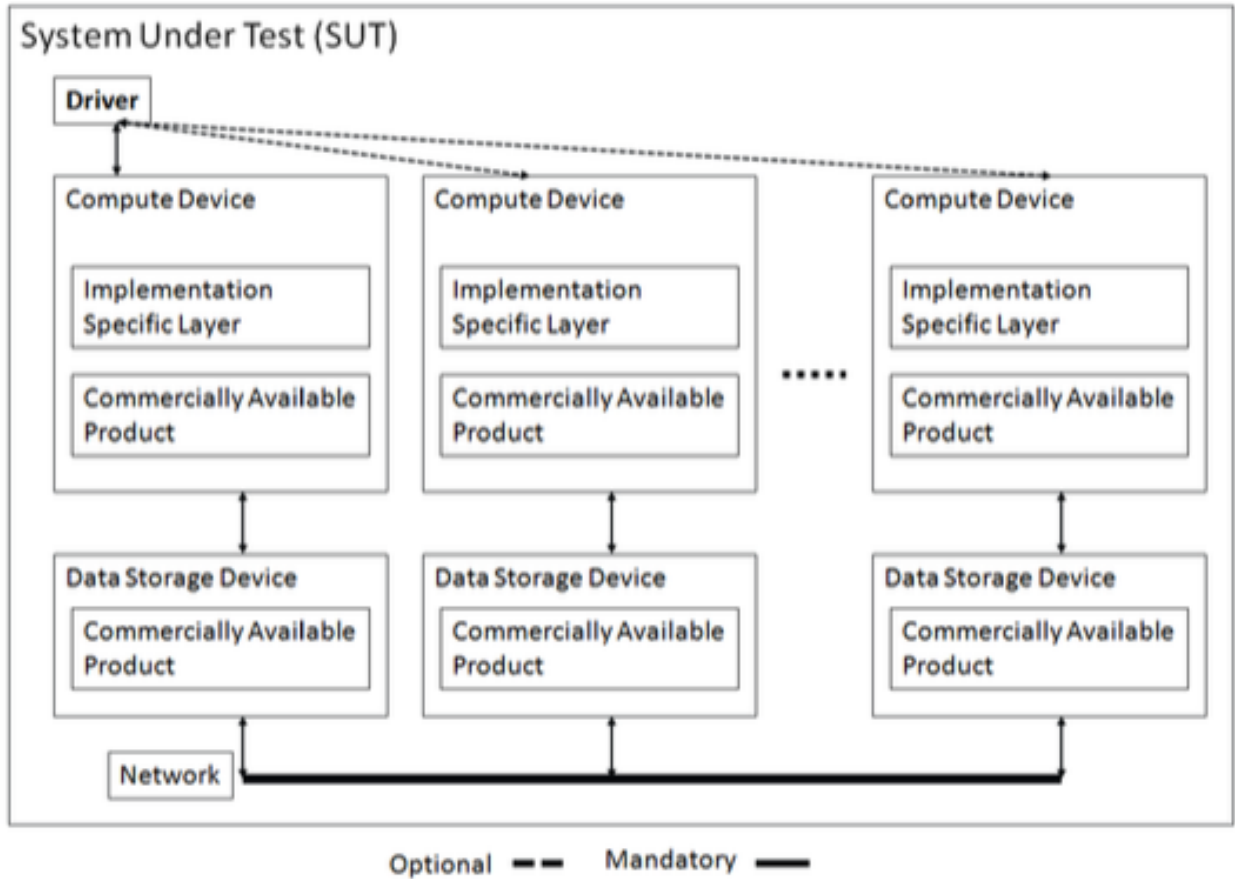 System Under Test (SUT)
Driver
Compute Device
Implementation
Specific Layer
Commercially Available
Product
Compute Device
Implementation
Specific Layer
Commercially Available
Product
.....
Compute Device
Implementation
Specific Layer
Commercially Available
Product
Data Storage Device
Commercially Available
Product
Data Storage Device
Commercially Available
Product
Data Storage Device
Commercially Available
Product
Network
Optional
Mandatory